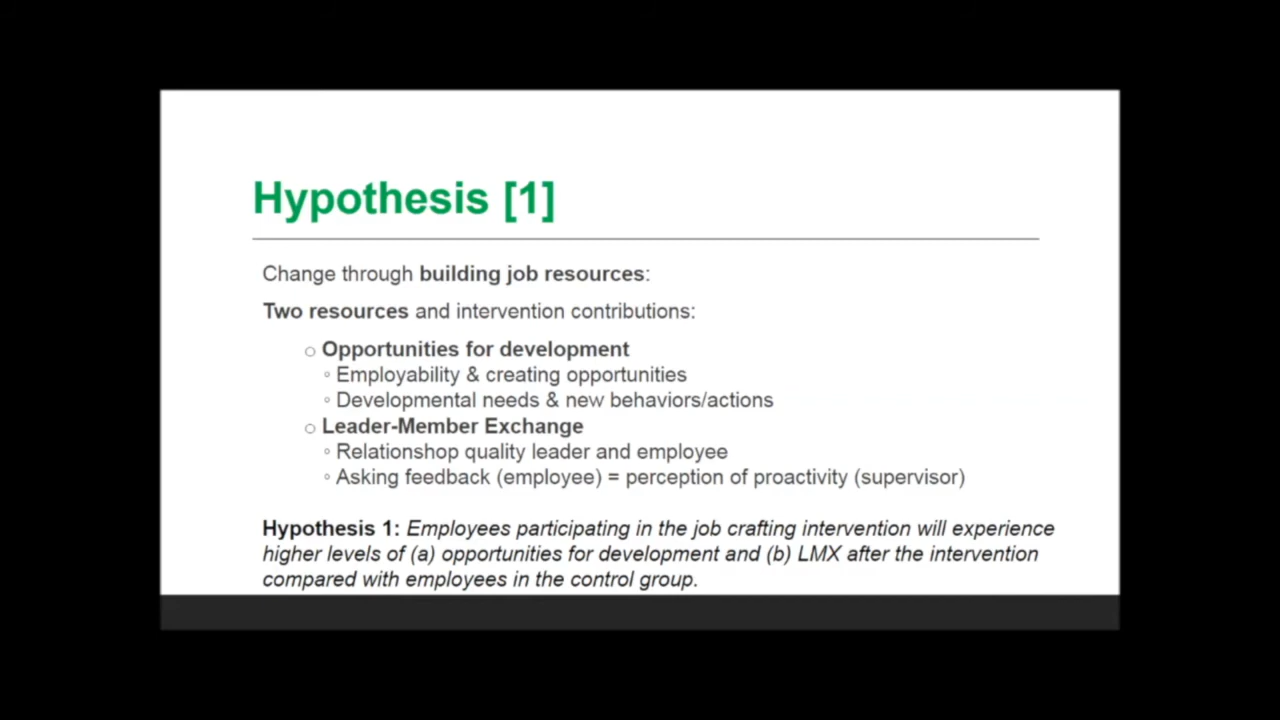 Hypothesis [1]
Change through building job resources:
Two resources and intervention contributions:
○ Opportunities for development
◦ Employability & creating opportunities
◦ Developmental needs & new behaviors/actions
○ Leader-Member Exchange
◦ Relationshop quality leader and employee
◦ Asking feedback (employee) = perception of proactivity (supervisor)
Hypothesis 1: Employees participating in the job crafting intervention will experience
higher levels of (a) opportunities for development and (b) LMX after the intervention
compared with employees in the control group.